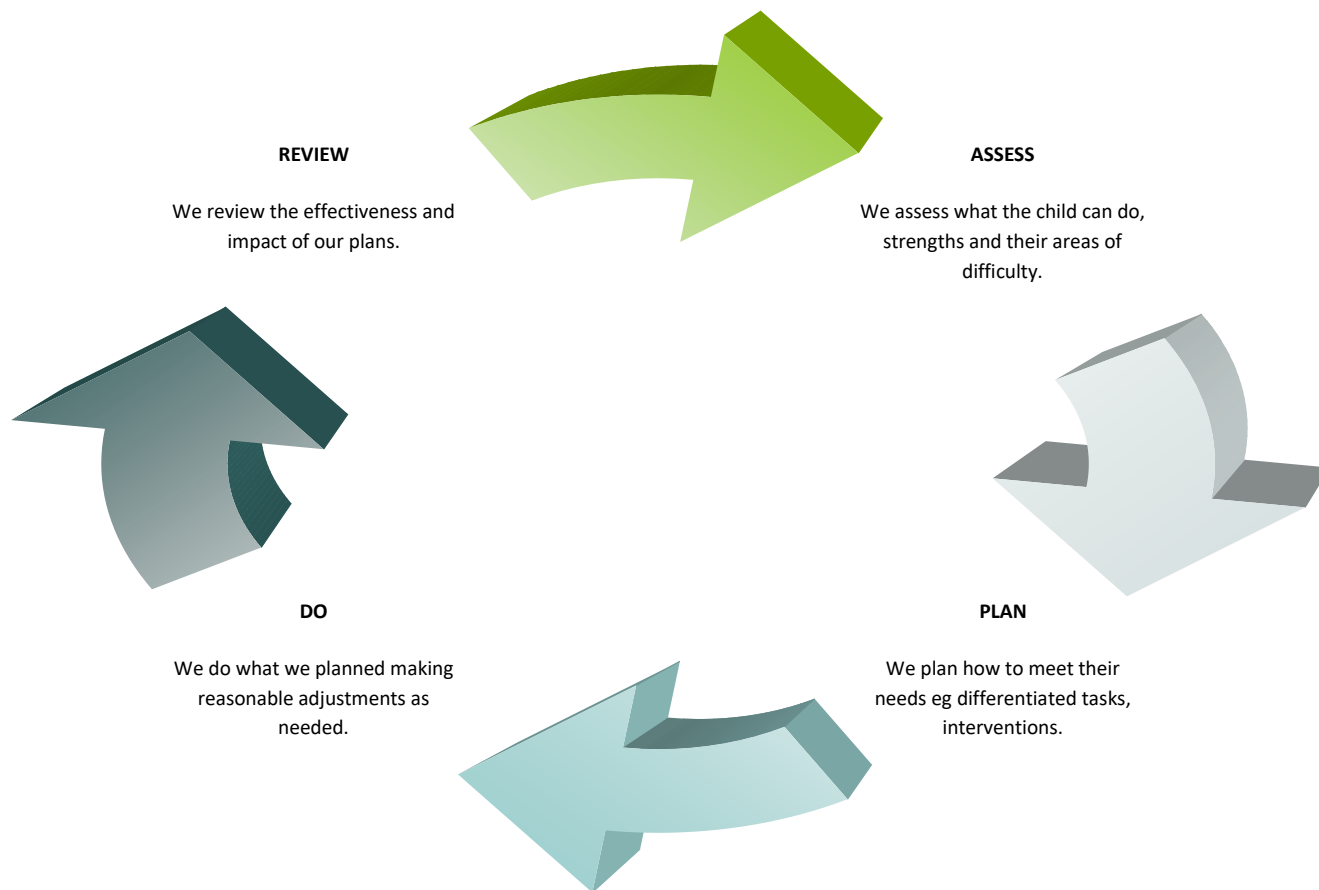 REVIEW
We review the effectiveness and
impact of our plans.
ASSESS
We assess what the child can do,
strengths and their areas of
difficulty.
DO
We do what we planned making
reasonable adjustments as
needed.
PLAN
We plan how to meet their
needs eg differentiated tasks,
interventions.